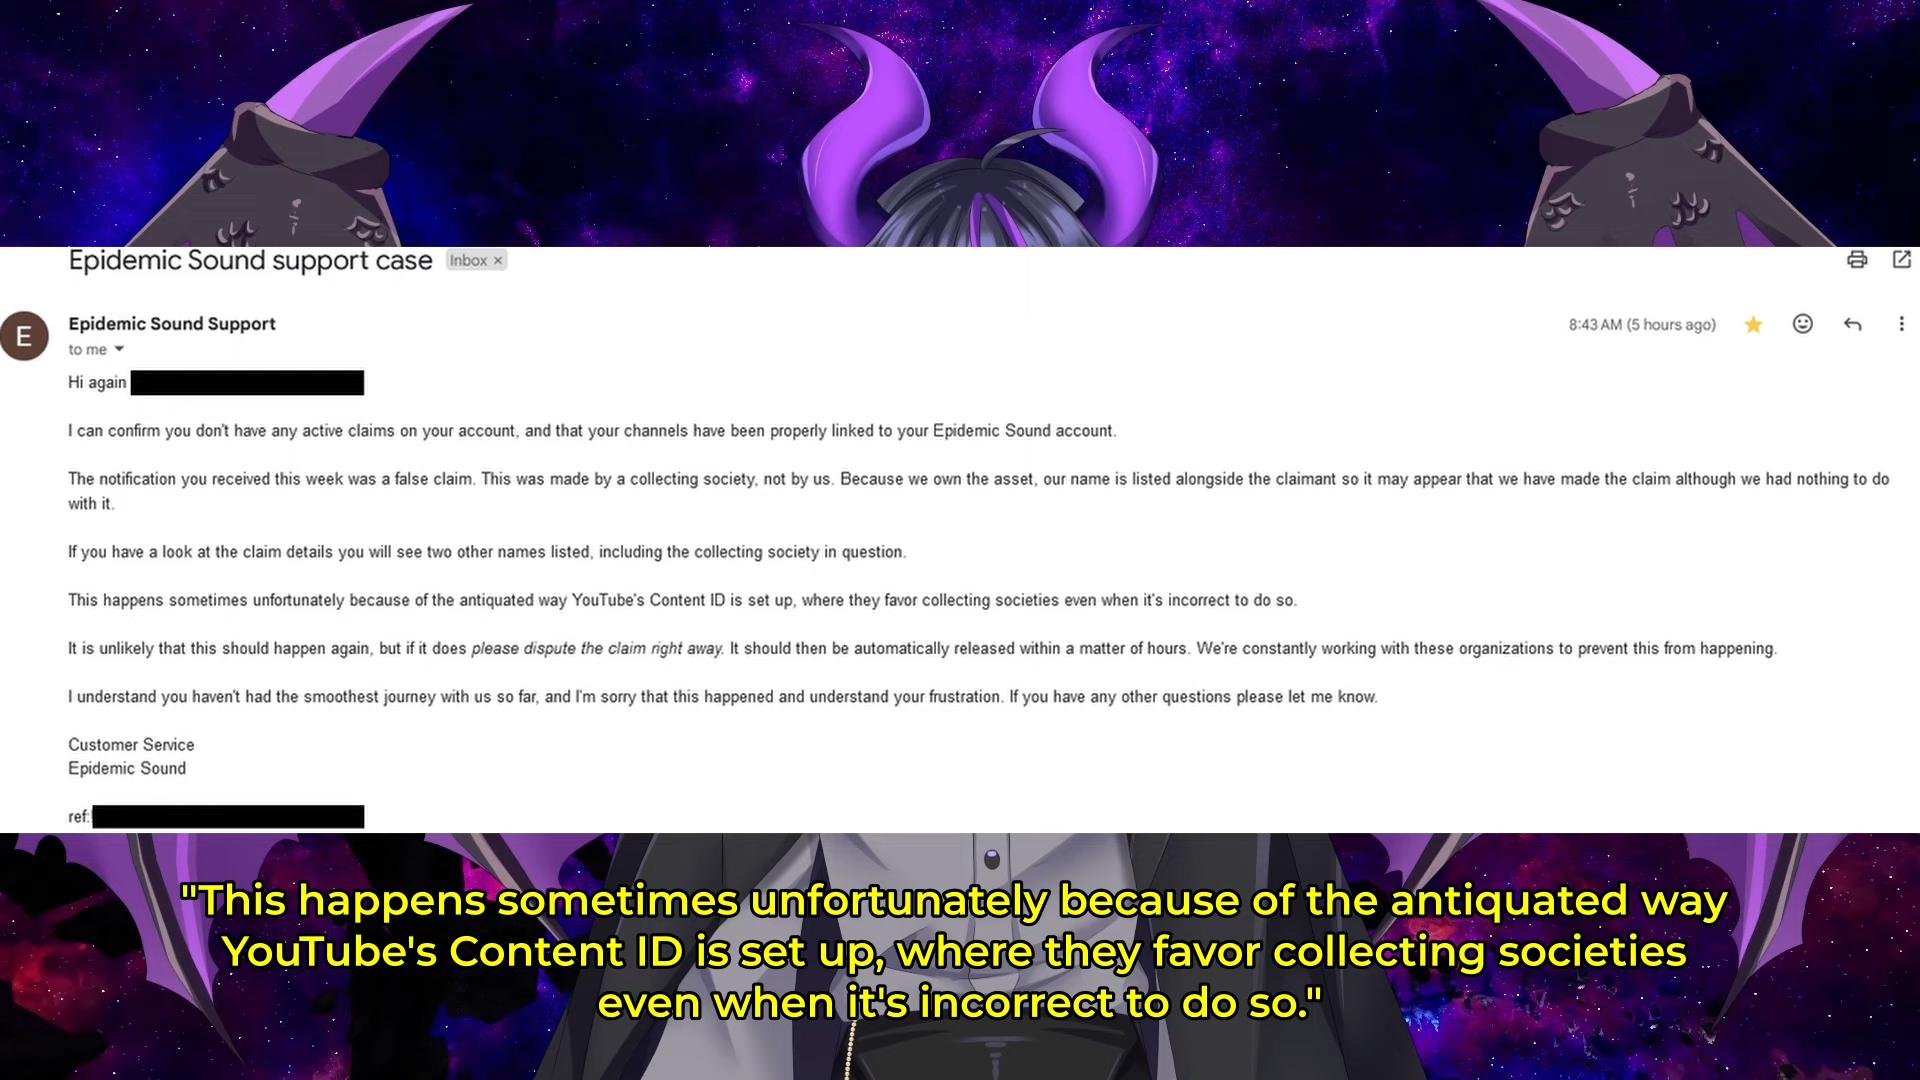 Epidemic Sound support case Inbox ×
E
Epidemic Sound Support 8:43 AM (5 hours ago)
to me
Hi again
I can confirm you don't have any active claims on your account, and that your channels have been properly linked to your Epidemic Sound account.
The notification you received this week was a false claim. This was made by a collecting society, not by us. Because we own the asset, our name is listed alongside the claimant so it may appear that we have made the claim although we had nothing to do
with it.
If you have a look at the claim details you will see two other names listed, including the collecting society in question.
This happens sometimes unfortunately because of the antiquated way YouTube's Content ID is set up, where they favor collecting societies even when it's incorrect to do so.
It is unlikely that this should happen again, but if it does please dispute the claim right away. It should then be automatically released within a matter of hours. We're constantly working with these organizations to prevent this from happening.
I understand you haven't had the smoothest journey with us so far, and I'm sorry that this happened and understand your frustration. If you have any other questions please let me know.
Customer Service
Epidemic Sound
ref:
"This happens sometimes unfortunately because of the antiquated way
YouTube's Content ID is set up, where they favor collecting societies
even when it's incorrect to do so."